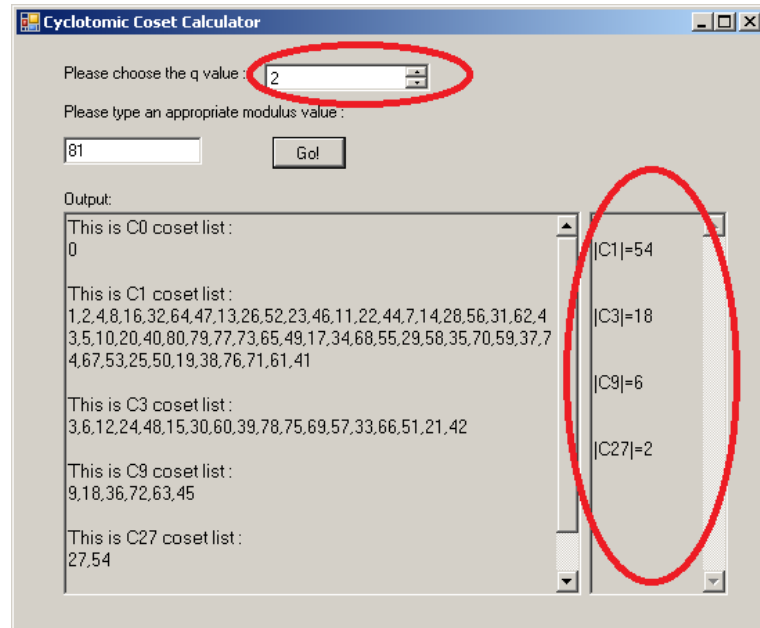 Cyclotomic Coset Calculator
Please choose the q value :
2
Please type an appropriate modulus value :
81
Go!
Output:
This is C0 coset list :
0
This is C1 coset list :
1,2,4,8,16,32,64,47,13,26,52,23,46,11,22,44,7,14,28,56,31,62,4
3,5,10,20,40,80,79,77,73,65,49,17,34,68,55,29,58,35,70,59,37,7
4,67,53,25,50,19,38,76,71,61,41
This is C3 coset list :
3,6,12,24,48,15,30,60,39,78,75,69,57,33,66,51,21,42
This is C9 coset list :
9,18,36,72,63,45
This is C27 coset list :
27,54
|C1|=54
|C3|=18
|C9|=6
|C27|=2